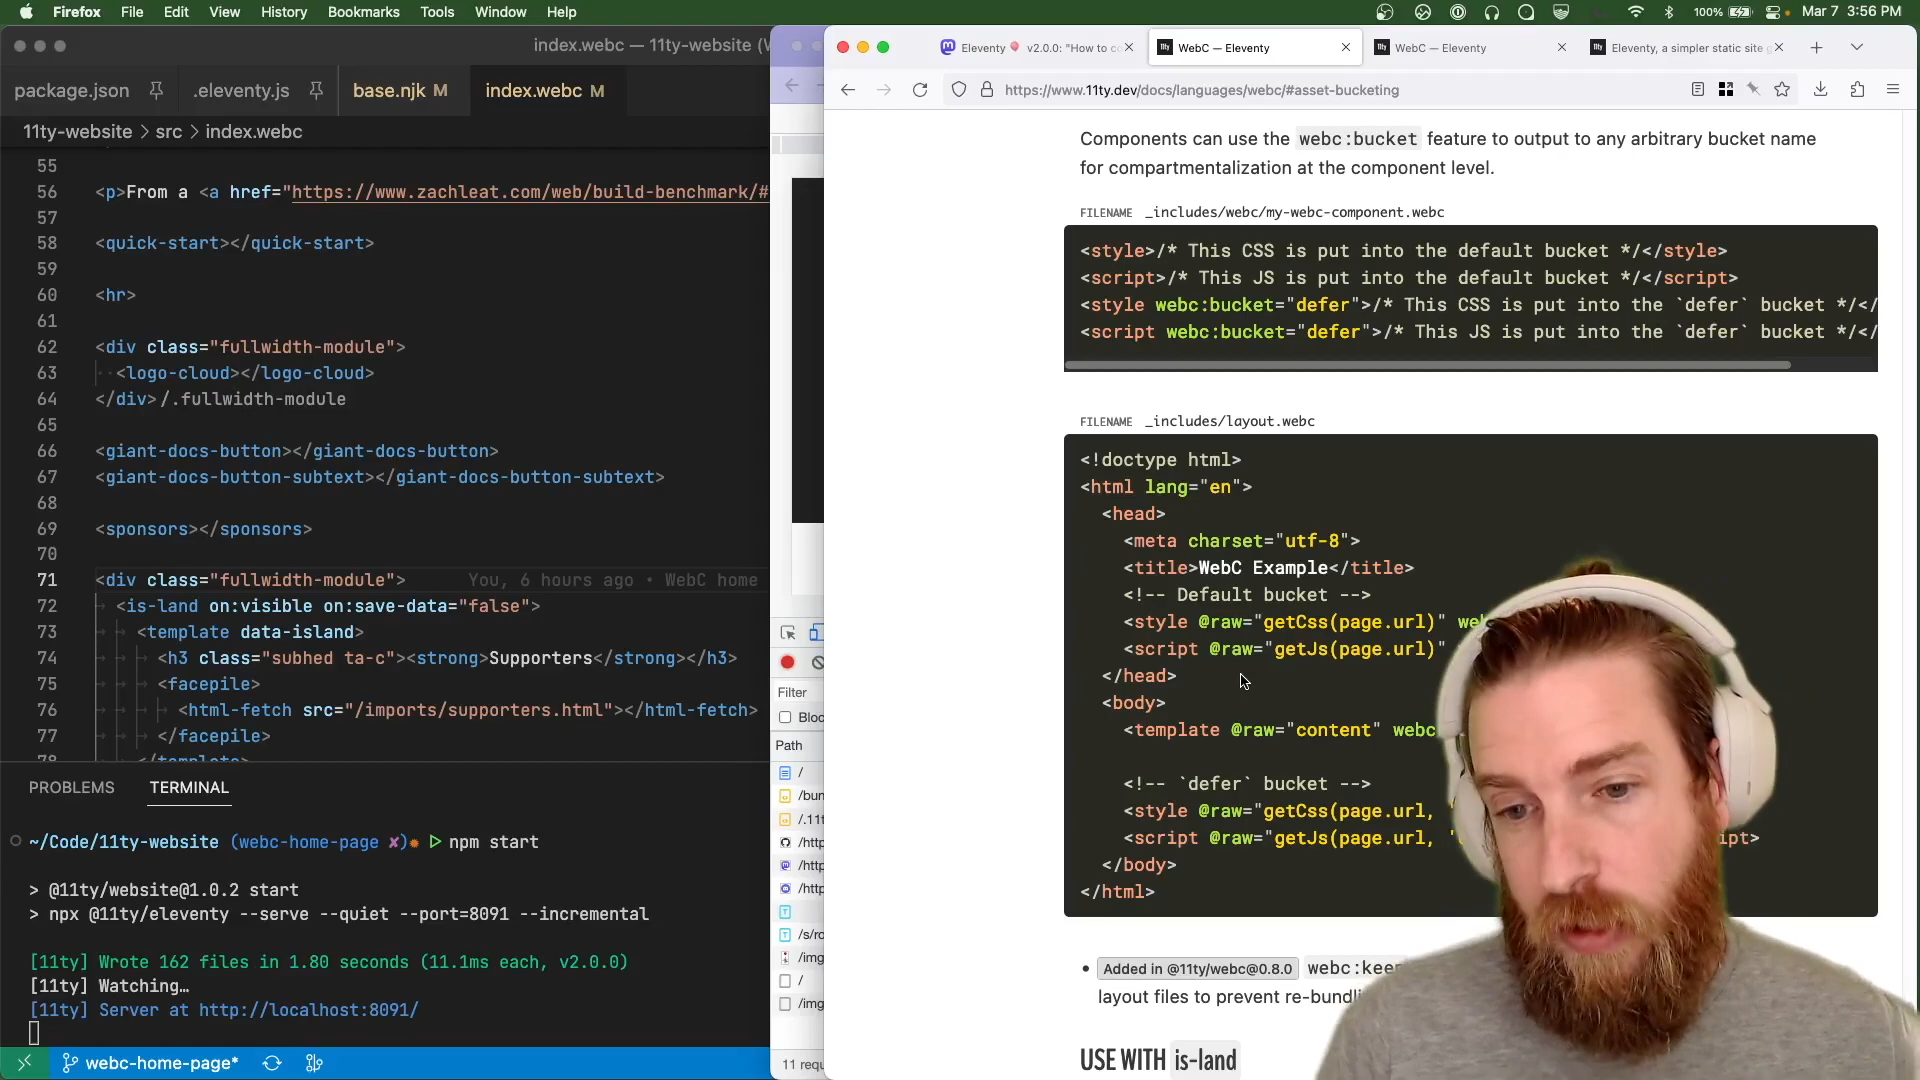 Firefox File Edit View History Bookmarks Tools Window Help
100% Mar 7 3:56 PM
index.webc — 11ty-website (
package.json
.eleventy.js
base.njk M
index.webc M
11ty-website > src > index.webc
55
56 <p>From a <a href="https://www.zachleat.com/web/build-benchmark/#
57
58 <quick-start></quick-start>
59
60 <hr>
61
62 <div class="fullwidth-module">
63 <logo-cloud></logo-cloud>
64 </div>/.fullwidth-module
65
66 <giant-docs-button></giant-docs-button>
67 <giant-docs-button-subtext></giant-docs-button-subtext>
68
69 <sponsors></sponsors>
70
71 <div class="fullwidth-module"> You, 6 hours ago • WebC home
72 <is-land on:visible on:save-data="false">
73 <template data-island>
74 <h3 class="subhed ta-c"><strong>Supporters</strong></h3>
75 <facepile>
76 <html-fetch src="/imports/supporters.html"></html-fetch>
77 </facepile>
78 </template>
PROBLEMS TERMINAL
~/Code/11ty-website (webc-home-page ✘) npm start
> @11ty/website@1.0.2 start
> npx @11ty/eleventy --serve --quiet --port=8091 --incremental
[11ty] Wrote 162 files in 1.80 seconds (11.1ms each, v2.0.0)
[11ty] Watching…
[11ty] Server at http://localhost:8091/
webc-home-page*
Filter
Bloc
Path
/
/bun
/.11t
/http
/http
/http
/s/ro
/img
/
/img
11 requ
Eleventy 🎈 v2.0.0: "How to c
WebC — Eleventy
WebC — Eleventy
Eleventy, a simpler static site g
https://www.11ty.dev/docs/languages/webc/#asset-bucketing
Components can use the webc:bucket feature to output to any arbitrary bucket name
for compartmentalization at the component level.
FILENAME _includes/webc/my-webc-component.webc
<style>/* This CSS is put into the default bucket */</style>
<script>/* This JS is put into the default bucket */</script>
<style webc:bucket="defer">/* This CSS is put into the `defer` bucket */</
<script webc:bucket="defer">/* This JS is put into the `defer` bucket */</
FILENAME _includes/layout.webc
<!doctype html>
<html lang="en">
<head>
<meta charset="utf-8">
<title>WebC Example</title>
<!-- Default bucket -->
<style @raw="getCss(page.url)" we
<script @raw="getJs(page.url)"
</head>
<body>
<template @raw="content" webc
<!-- `defer` bucket -->
<style @raw="getCss(page.url,
<script @raw="getJs(page.url, ipt>
</body>
</html>
Added in @11ty/webc@0.8.0 webc:kee
layout files to prevent re-bundli
USE WITH is-land